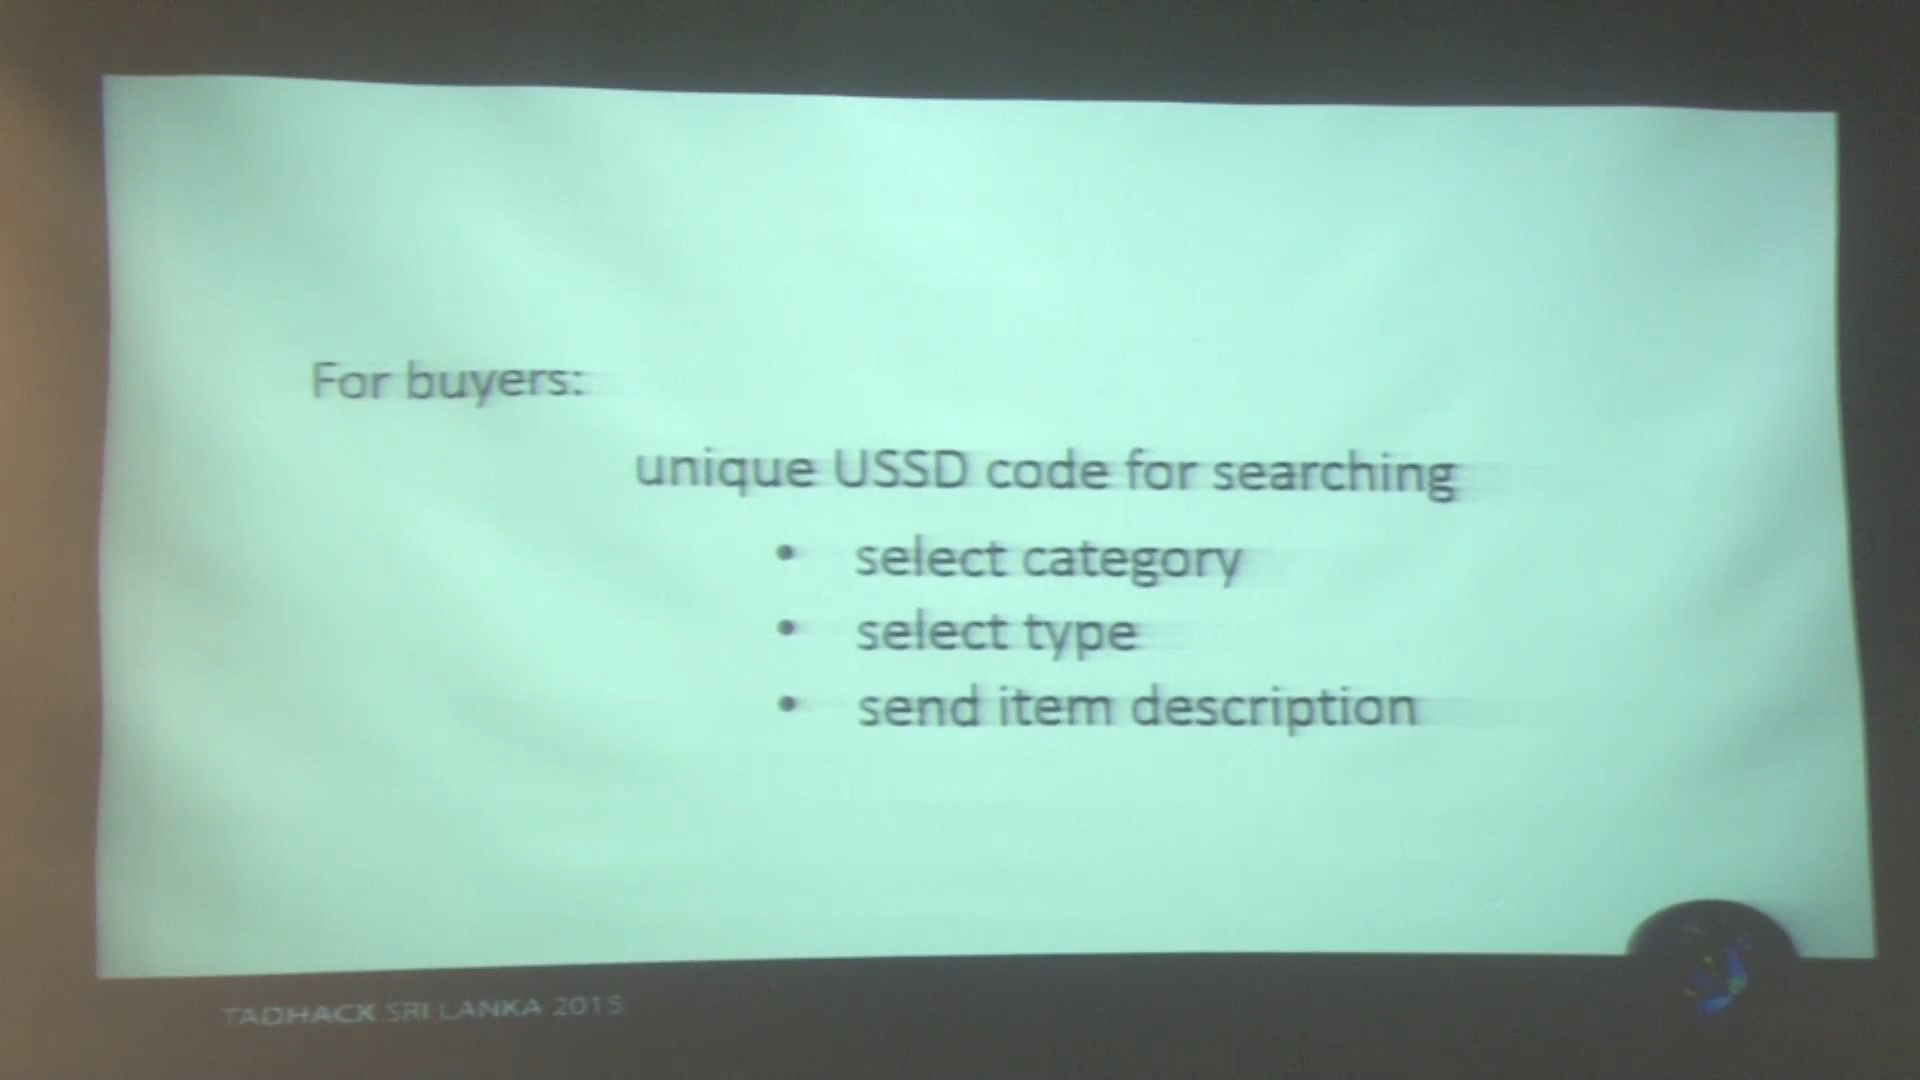 For buyers:
unique USSD code for searching
• select category
• select type
• send item description
TADHACK SRI LANKA 2015